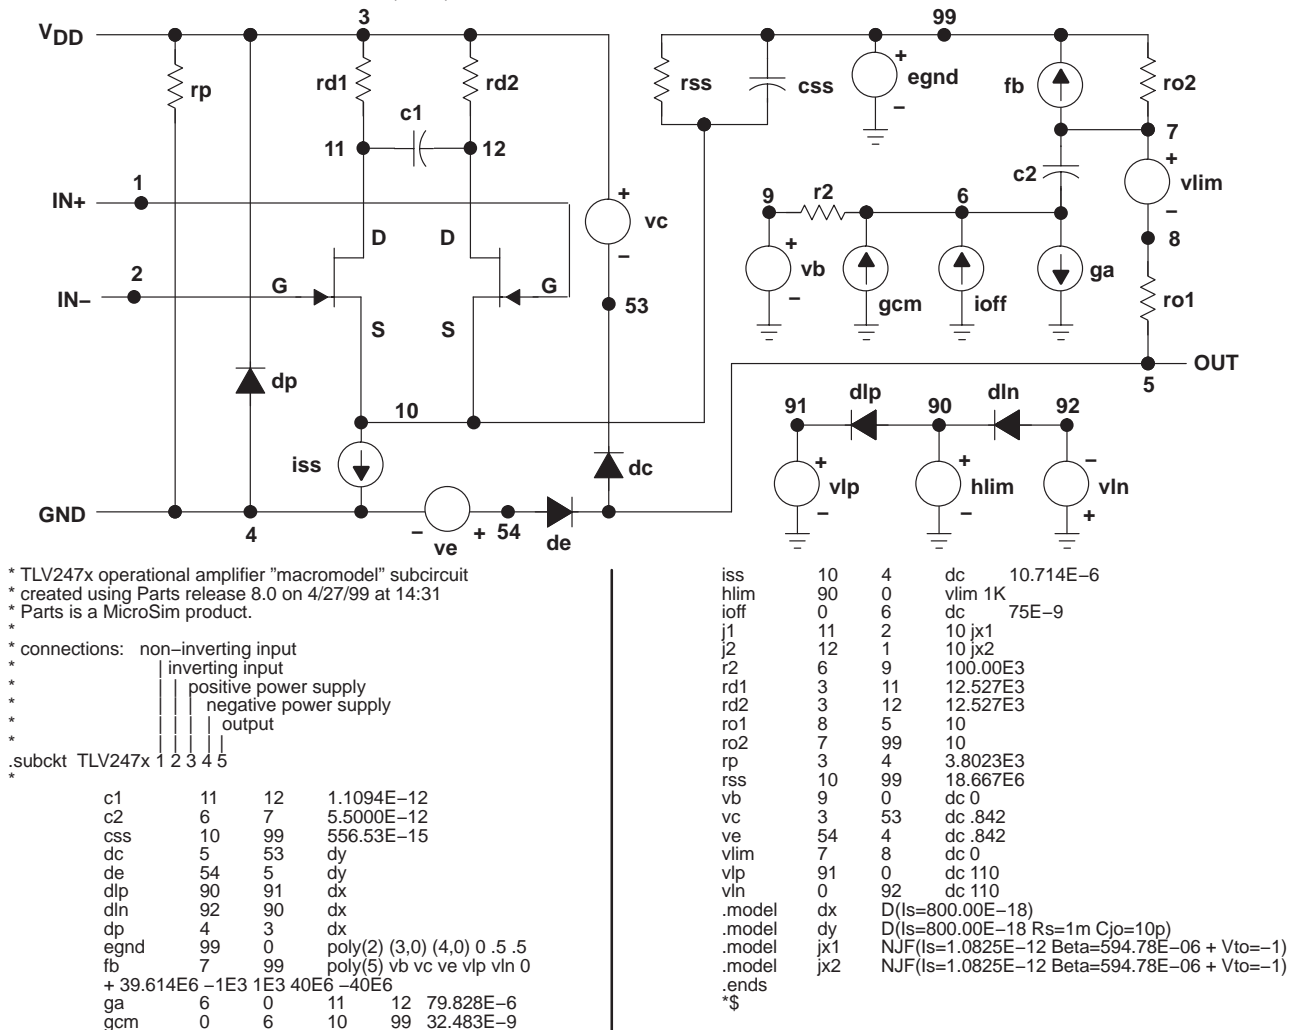 3
99
VDD
rp
rd1
rd2
c1
11
12
rss
css
egnd
+
−
fb
ro2
7
c2
+
vlim
−
8
1
IN+
D
D
+
vc
−
9
r2
6
+
vb
−
gcm
ioff
ga
ro1
2
IN−
G
G
53
S
S
OUT
5
dp
10
iss
dc
91
dlp
90
dln
92
+
vlp
−
+
hlim
−
−
vln
+
GND
4
−
ve
+
54
de
* TLV247x operational amplifier ”macromodel” subcircuit
* created using Parts release 8.0 on 4/27/99 at 14:31
* Parts is a MicroSim product.
*
* connections: non−inverting input
* | inverting input
* | | positive power supply
* | | | negative power supply
* | | | | output
* | | | | |
.subckt TLV247x 1 2 3 4 5
*
c1 11 12 1.1094E−12
c2 6 7 5.5000E−12
css 10 99 556.53E−15
dc 5 53 dy
de 54 5 dy
dlp 90 91 dx
dln 92 90 dx
dp 4 3 dx
egnd 99 0 poly(2) (3,0) (4,0) 0 .5 .5
fb 7 99 poly(5) vb vc ve vlp vln 0
+ 39.614E6 −1E3 1E3 40E6 −40E6
ga 6 0 11 12 79.828E−6
gcm 0 6 10 99 32.483E−9
iss 10 4 dc 10.714E−6
hlim 90 0 vlim 1K
ioff 0 6 dc 75E−9
j1 11 2 10 jx1
j2 12 1 10 jx2
r2 6 9 100.00E3
rd1 3 11 12.527E3
rd2 3 12 12.527E3
ro1 8 5 10
ro2 7 99 10
rp 3 4 3.8023E3
rss 10 99 18.667E6
vb 9 0 dc 0
vc 3 53 dc .842
ve 54 4 dc .842
vlim 7 8 dc 0
vlp 91 0 dc 110
vln 0 92 dc 110
.model dx D(Is=800.00E−18)
.model dy D(Is=800.00E−18 Rs=1m Cjo=10p)
.model jx1 NJF(Is=1.0825E−12 Beta=594.78E−06 + Vto=−1)
.model jx2 NJF(Is=1.0825E−12 Beta=594.78E−06 + Vto=−1)
.ends
*$